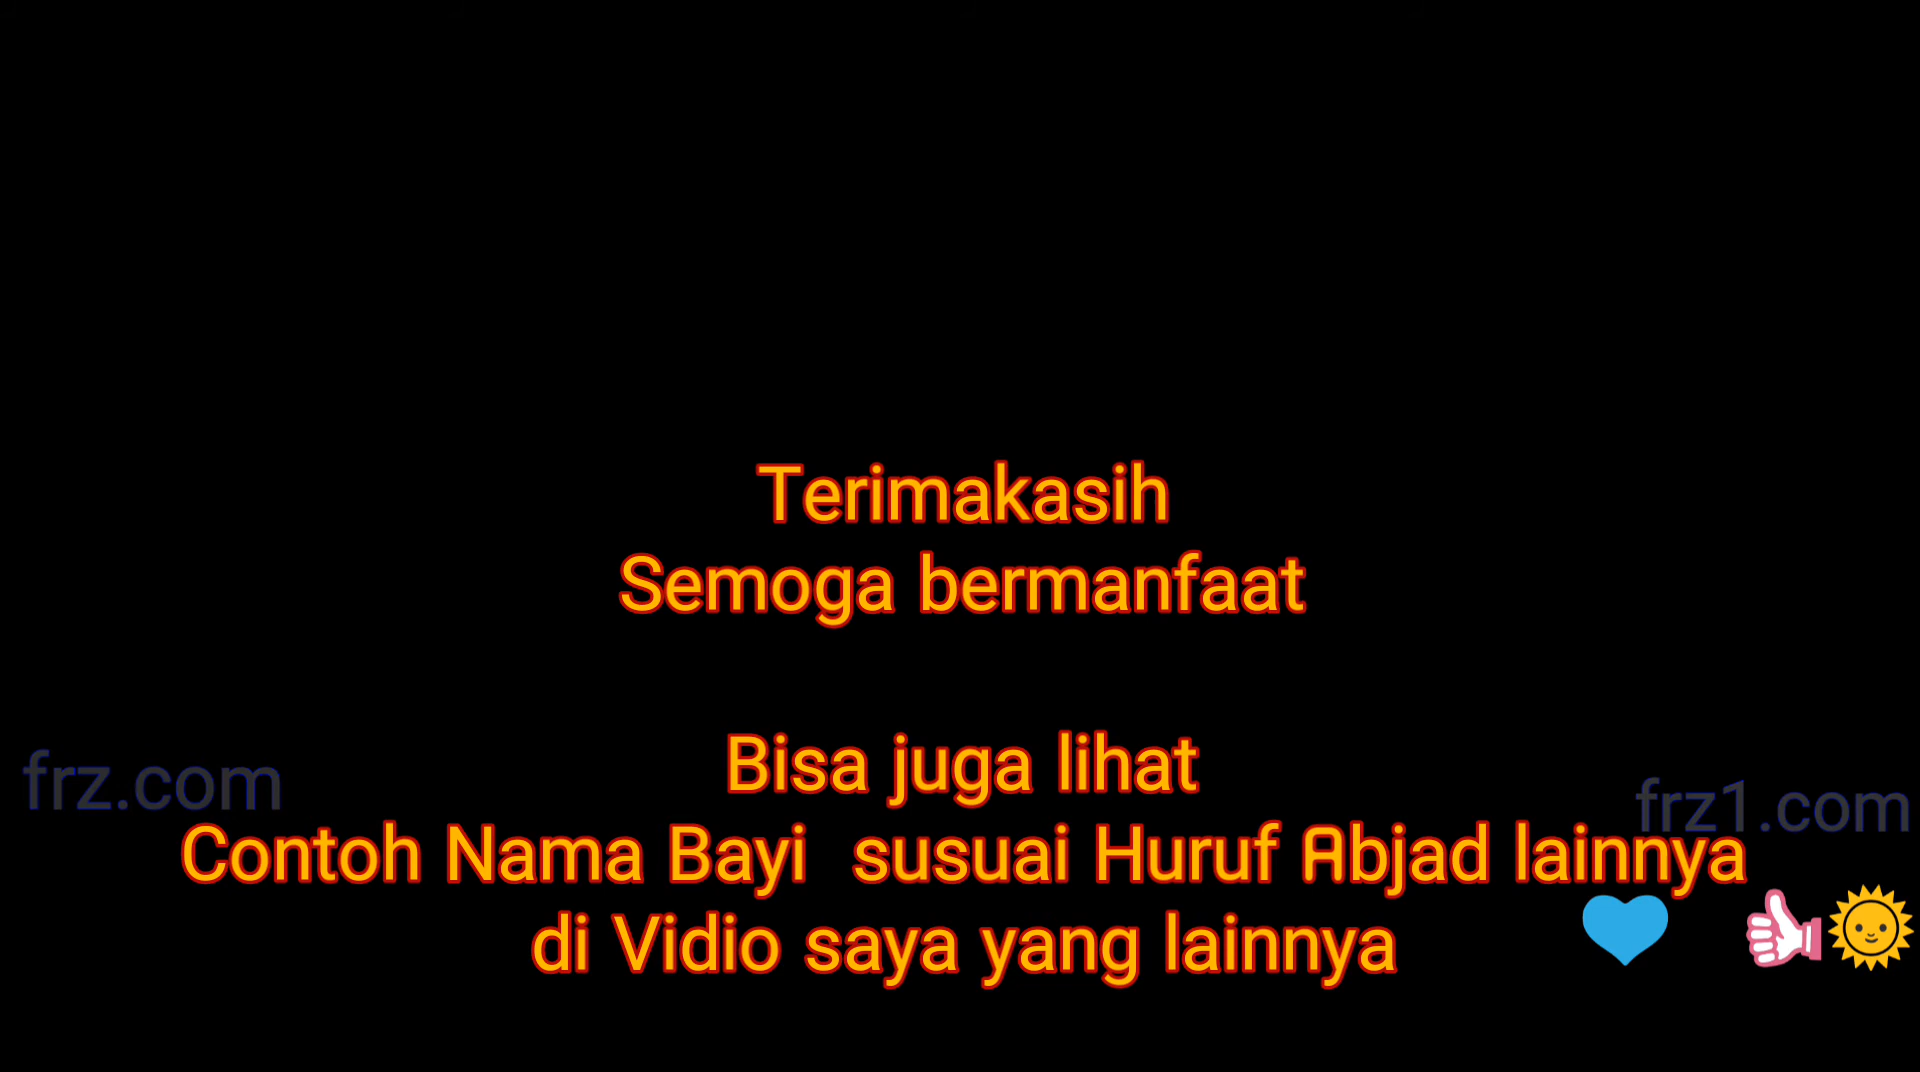 Terimakasih
Semoga bermanfaat
Bisa juga lihat
frz.com
frz1.com
Contoh Nama Bayi  susuai Huruf Abjad lainnya
di Vidio saya yang lainnya